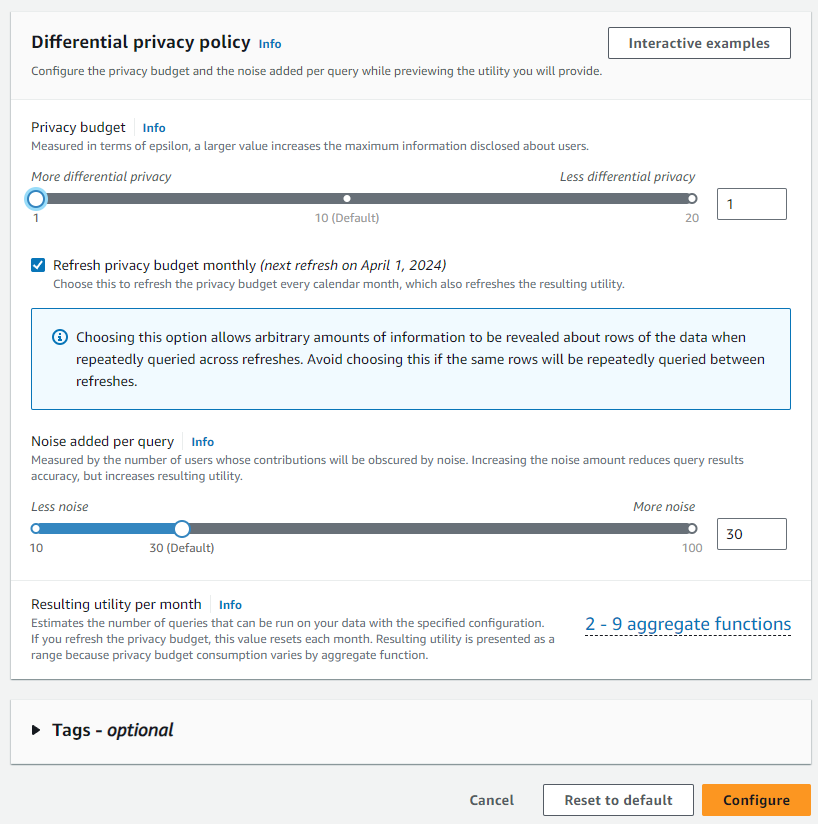 Differential privacy policy Info
Interactive examples
Configure the privacy budget and the noise added per query while previewing the utility you will provide.
Privacy budget Info
Measured in terms of epsilon, a larger value increases the maximum information disclosed about users.
More differential privacy
Less differential privacy
1
1
10 (Default)
20
Refresh privacy budget monthly (next refresh on April 1, 2024)
Choose this to refresh the privacy budget every calendar month, which also refreshes the resulting utility.
Choosing this option allows arbitrary amounts of information to be revealed about rows of the data when
repeatedly queried across refreshes. Avoid choosing this if the same rows will be repeatedly queried between
refreshes.
Noise added per query Info
Measured by the number of users whose contributions will be obscured by noise. Increasing the noise amount reduces query results
accuracy, but increases resulting utility.
Less noise
More noise
30
10
30 (Default)
100
Resulting utility per month Info
Estimates the number of queries that can be run on your data with the specified configuration.
If you refresh the privacy budget, this value resets each month. Resulting utility is presented as a
range because privacy budget consumption varies by aggregate function.
2 - 9 aggregate functions
Tags - optional
Cancel
Reset to default
Configure